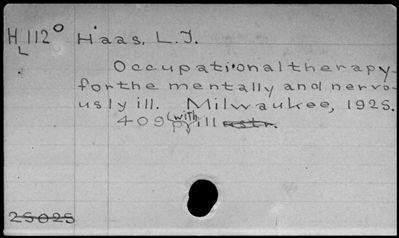 H 112° Haas, L.J.
L
Occupational therapy
for the mentally and nervo-
usly ill. Milwaukee, 1925.
409 p. (with ill
25025